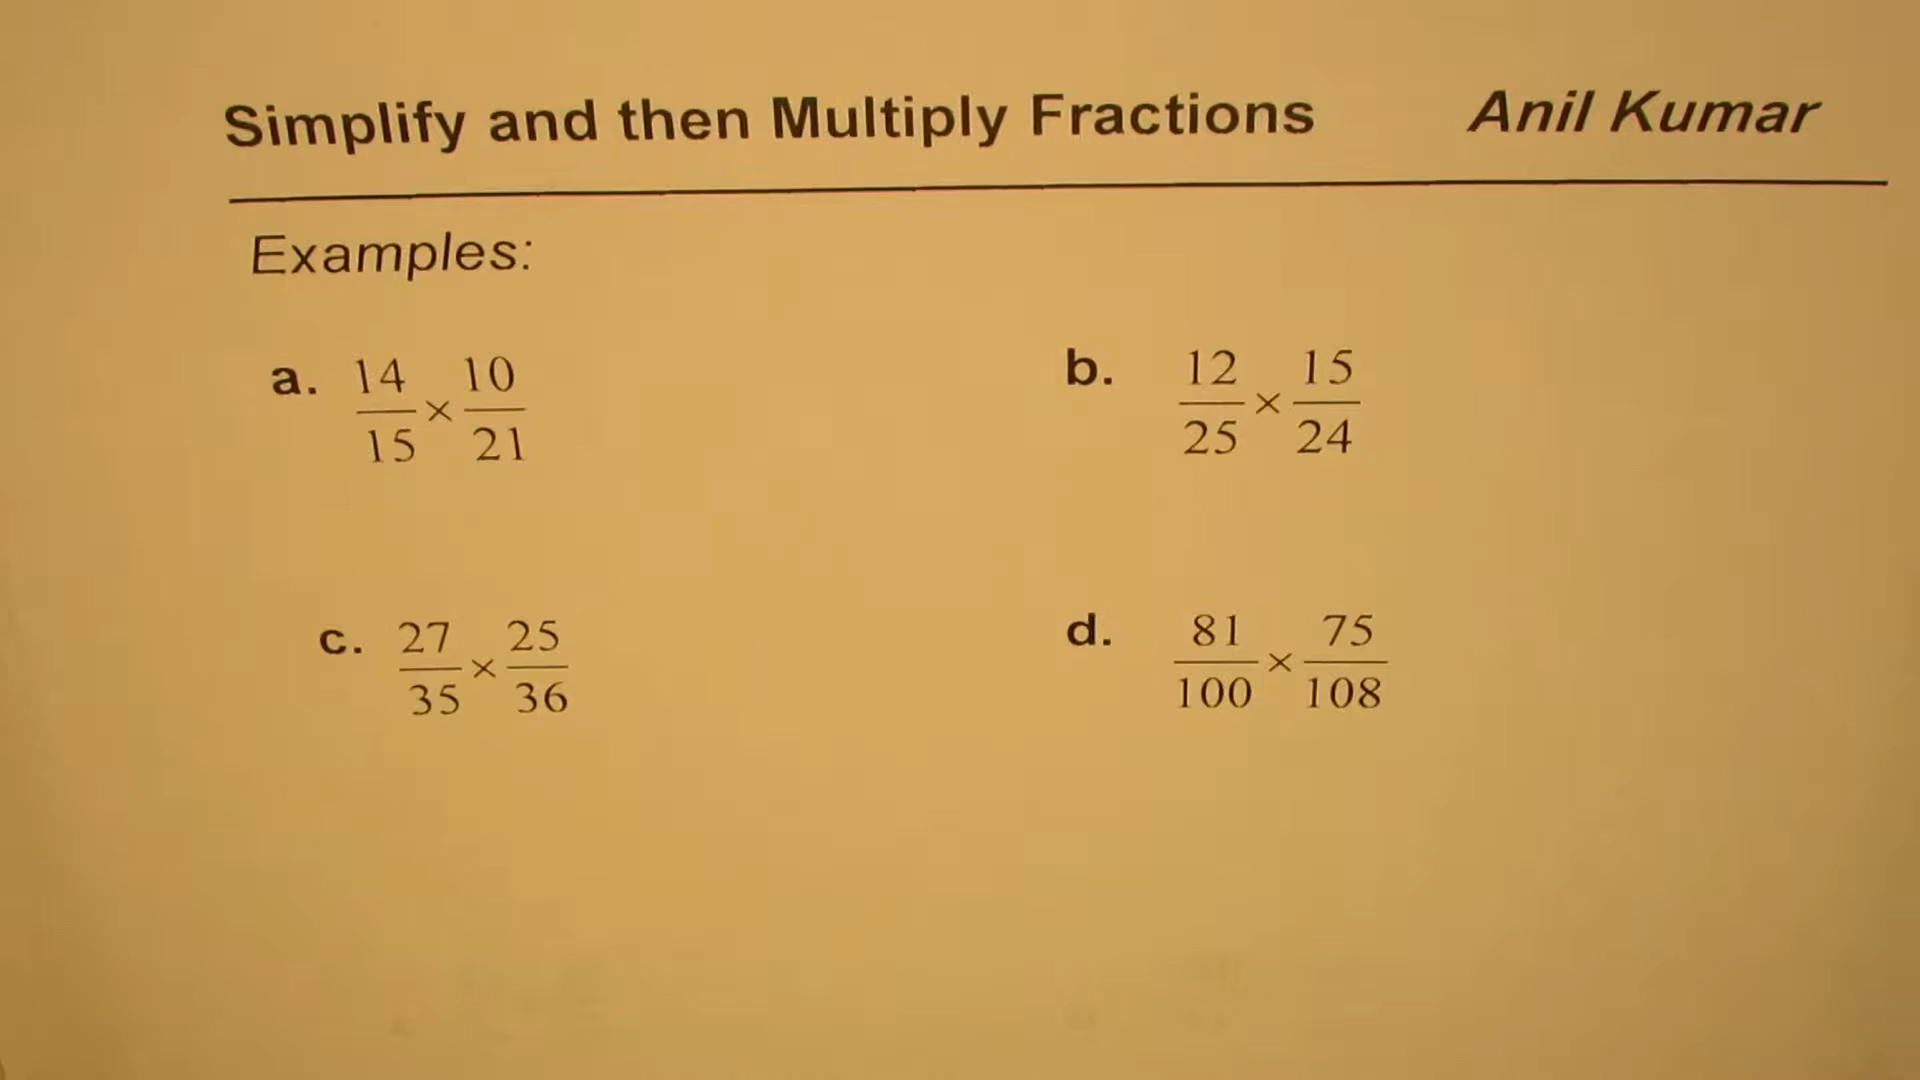 Simplify and then Multiply Fractions Anil Kumar
Examples:
a. 14/15 × 10/21
b. 12/25 × 15/24
c. 27/35 × 25/36
d. 81/100 × 75/108